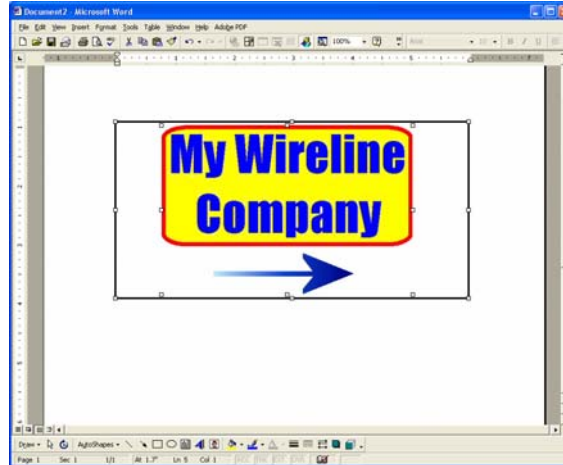 Document2 - Microsoft Word
File Edit View Insert Format Tools Table Window Help Adobe PDF
100%
My Wireline
Company
Draw AutoShapes
Page 1 Sec 1 1/1 At 1.7" Ln 5 Col 1